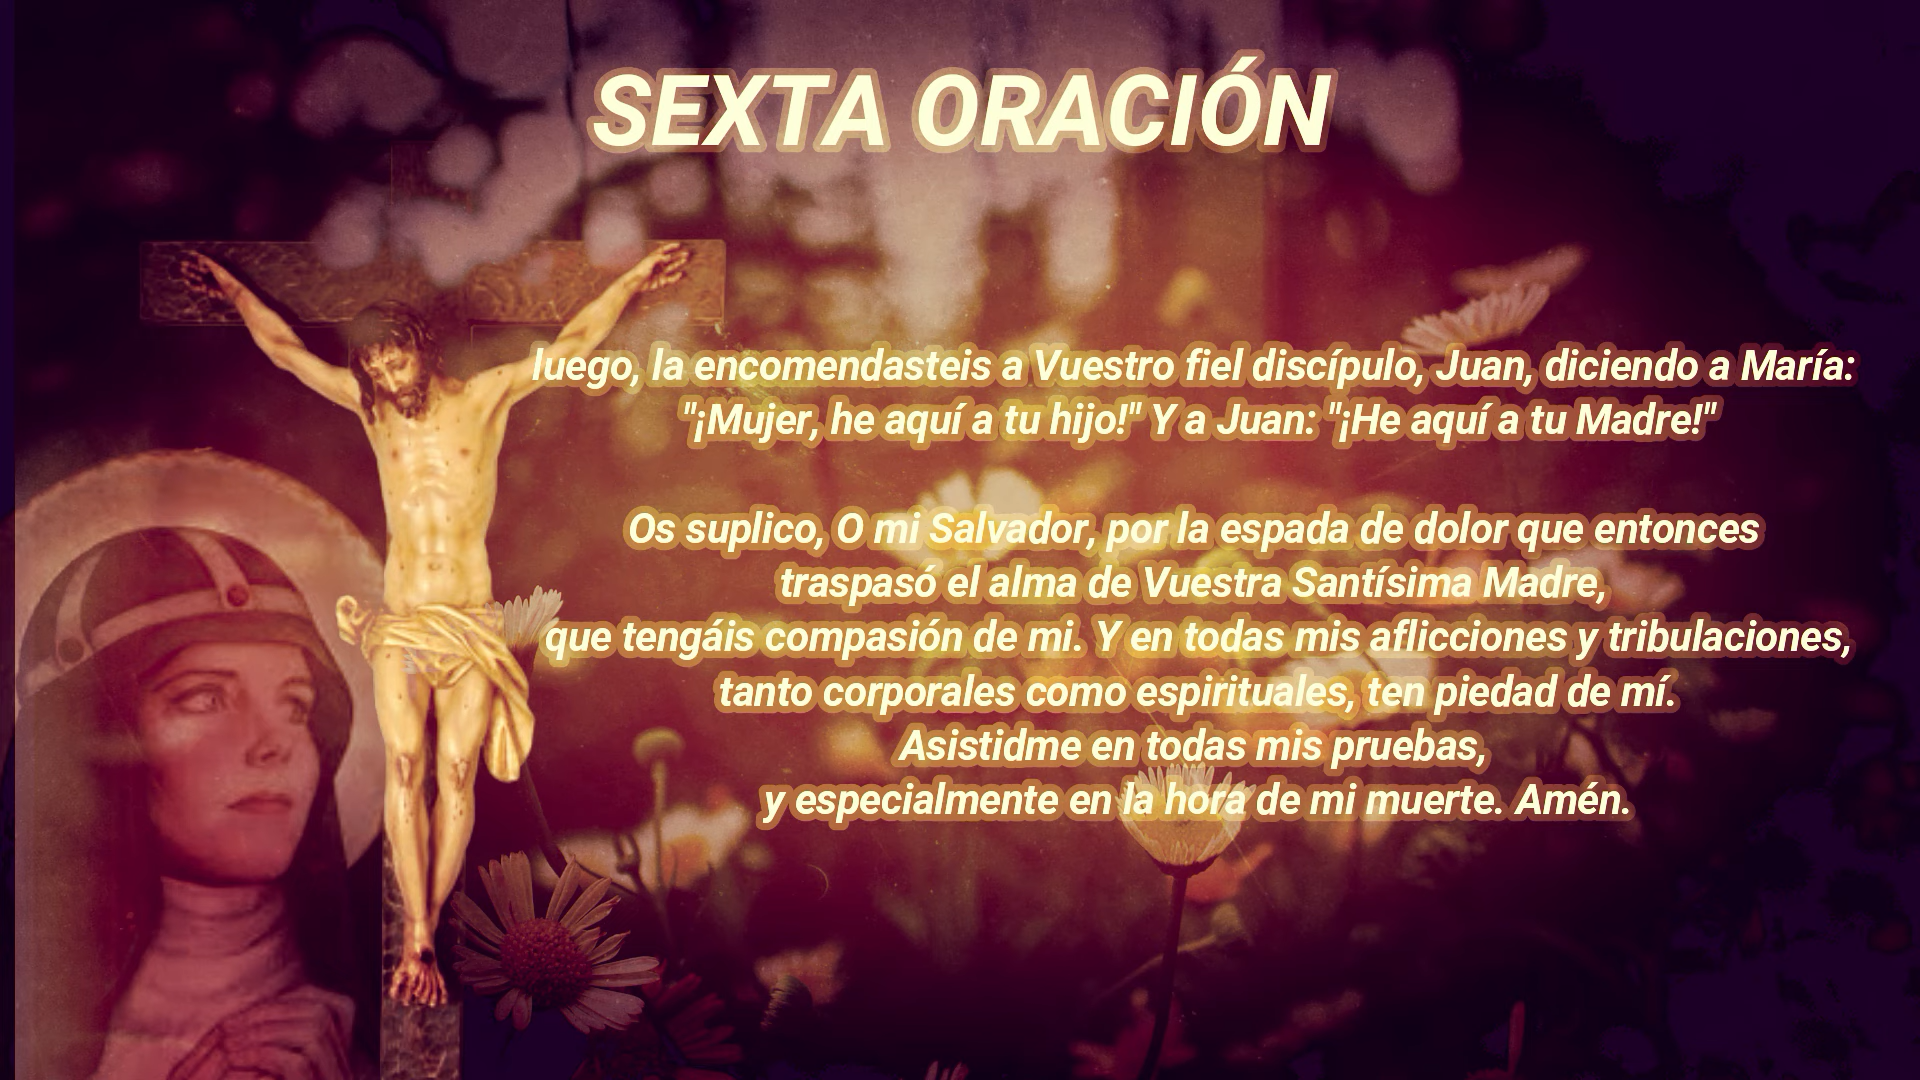 SEXTA ORACIÓN
luego, la encomendasteis a Vuestro fiel discípulo, Juan, diciendo a María:
"¡Mujer, he aquí a tu hijo!" Y a Juan: "¡He aquí a tu Madre!"
Os suplico, O mi Salvador, por la espada de dolor que entonces
traspasó el alma de Vuestra Santísima Madre,
que tengáis compasión de mi. Y en todas mis aflicciones y tribulaciones,
tanto corporales como espirituales, ten piedad de mí.
Asistidme en todas mis pruebas,
y especialmente en la hora de mi muerte. Amén.